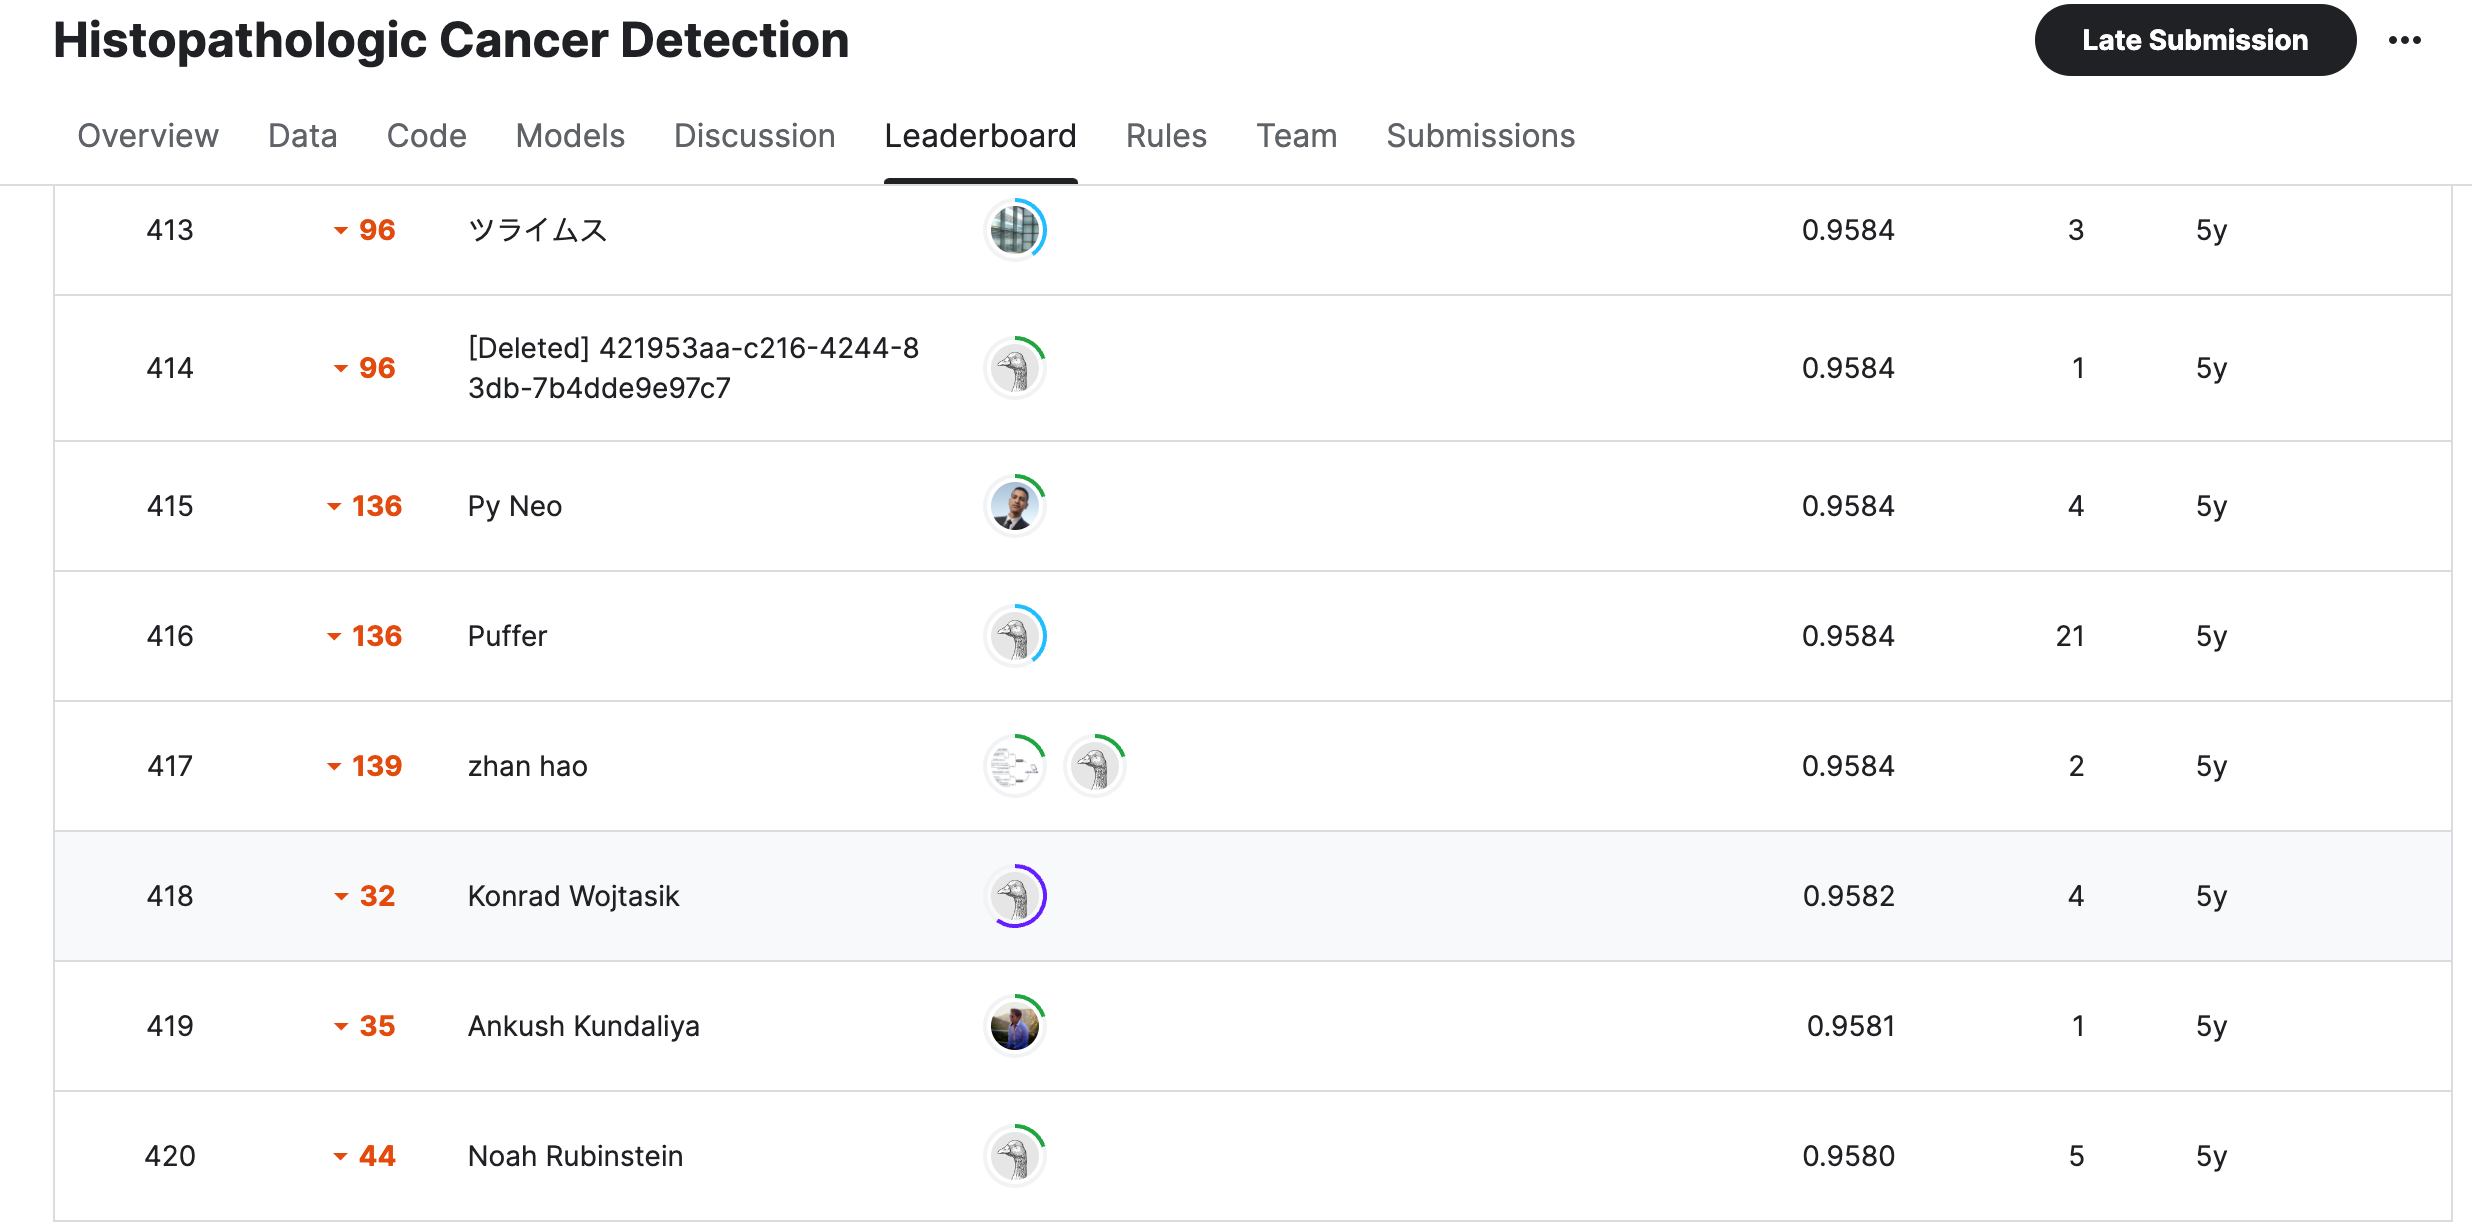 Histopathologic Cancer Detection
Late Submission
Overview Data Code Models Discussion Leaderboard Rules Team Submissions
413 96 ツライムス 0.9584 3 5y
414 96 [Deleted] 421953aa-c216-4244-8 0.9584 1 5y
3db-7b4dde9e97c7
415 136 Py Neo 0.9584 4 5y
416 136 Puffer 0.9584 21 5y
417 139 zhan hao 0.9584 2 5y
418 32 Konrad Wojtasik 0.9582 4 5y
419 35 Ankush Kundaliya 0.9581 1 5y
420 44 Noah Rubinstein 0.9580 5 5y